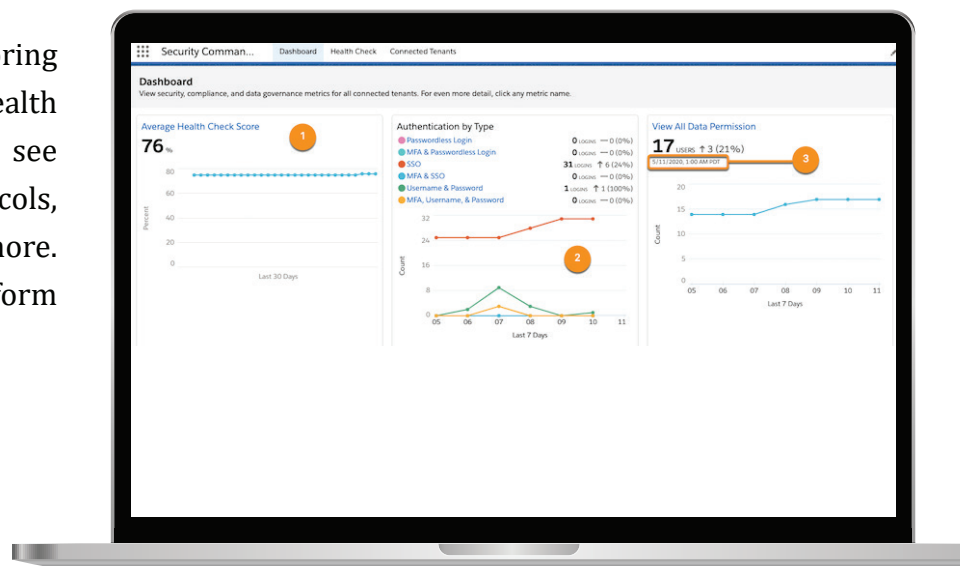 oring
ealth
see
cols,
nore.
form
Security Comman...
Dashboard
Health Check
Connected Tenants
Dashboard
View security, compliance, and data governance metrics for all connected tenants. For even more detail, click any metric name.
Average Health Check Score
76 %
1
80
60
40
20
0
Percent
Last 30 Days
Authentication by Type
Passwordless Login 0 LOGINS — 0 (0%)
MFA & Passwordless Login 0 LOGINS — 0 (0%)
SSO 31 LOGINS ↑ 6 (24%)
MFA & SSO 0 LOGINS — 0 (0%)
Username & Password 1 LOGINS ↑ 1 (100%)
MFA, Username, & Password 0 LOGINS — 0 (0%)
32
24
16
8
0
Count
2
05 06 07 08 09 10 11
Last 7 Days
View All Data Permission
17 USERS ↑ 3 (21%)
5/11/2020, 1:00 AM PDT
3
20
15
10
5
0
Count
05 06 07 08 09 10 11
Last 7 Days